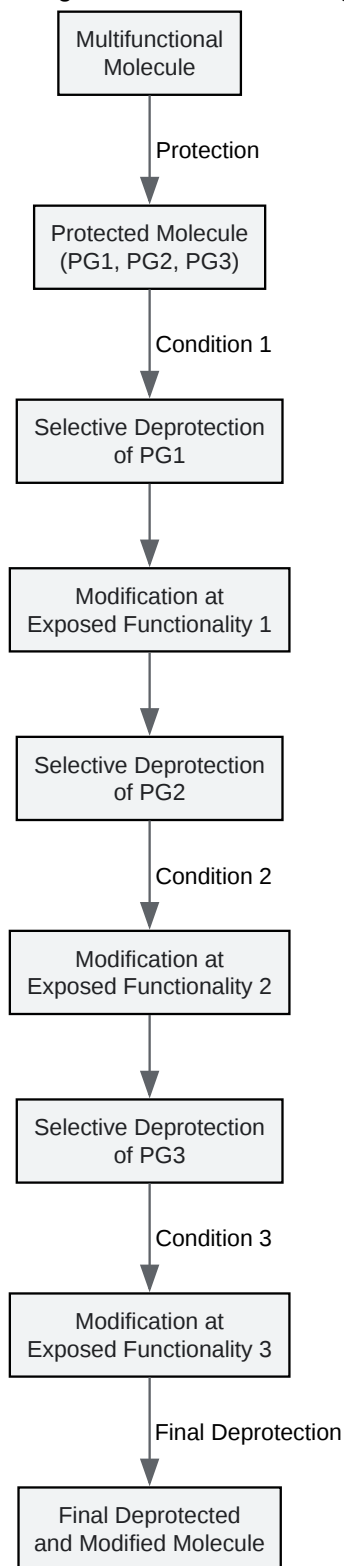 Multifunctional
Molecule
Protection
Protected Molecule
(PG1, PG2, PG3)
Condition 1
Selective Deprotection
of PG1
Modification at
Exposed Functionality 1
Selective Deprotection
of PG2
Condition 2
Modification at
Exposed Functionality 2
Selective Deprotection
of PG3
Condition 3
Modification at
Exposed Functionality 3
Final Deprotection
Final Deprotected
and Modified Molecule